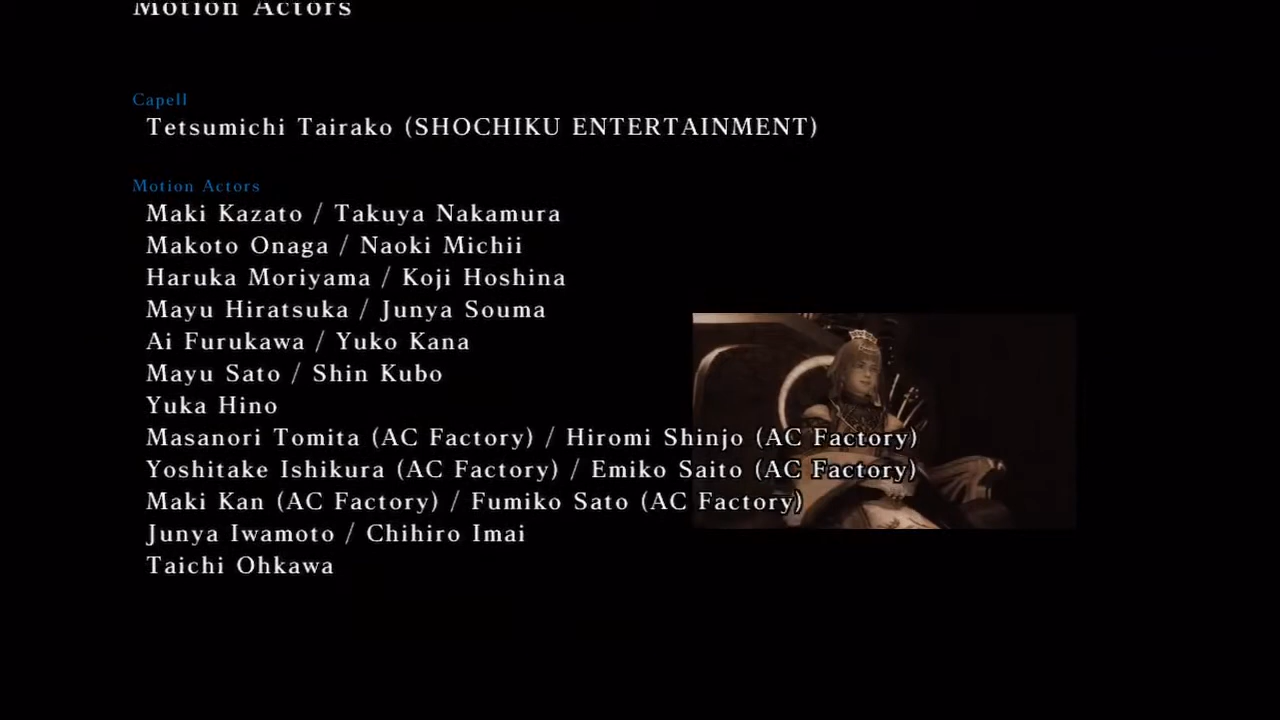 Motion Actors
Capell
Tetsumichi Tairako (SHOCHIKU ENTERTAINMENT)
Motion Actors
Maki Kazato / Takuya Nakamura
Makoto Onaga / Naoki Michii
Haruka Moriyama / Koji Hoshina
Mayu Hiratsuka / Junya Souma
Ai Furukawa / Yuko Kana
Mayu Sato / Shin Kubo
Yuka Hino
Masanori Tomita (AC Factory) / Hiromi Shinjo (AC Factory)
Yoshitake Ishikura (AC Factory) / Emiko Saito (AC Factory)
Maki Kan (AC Factory) / Fumiko Sato (AC Factory)
Junya Iwamoto / Chihiro Imai
Taichi Ohkawa